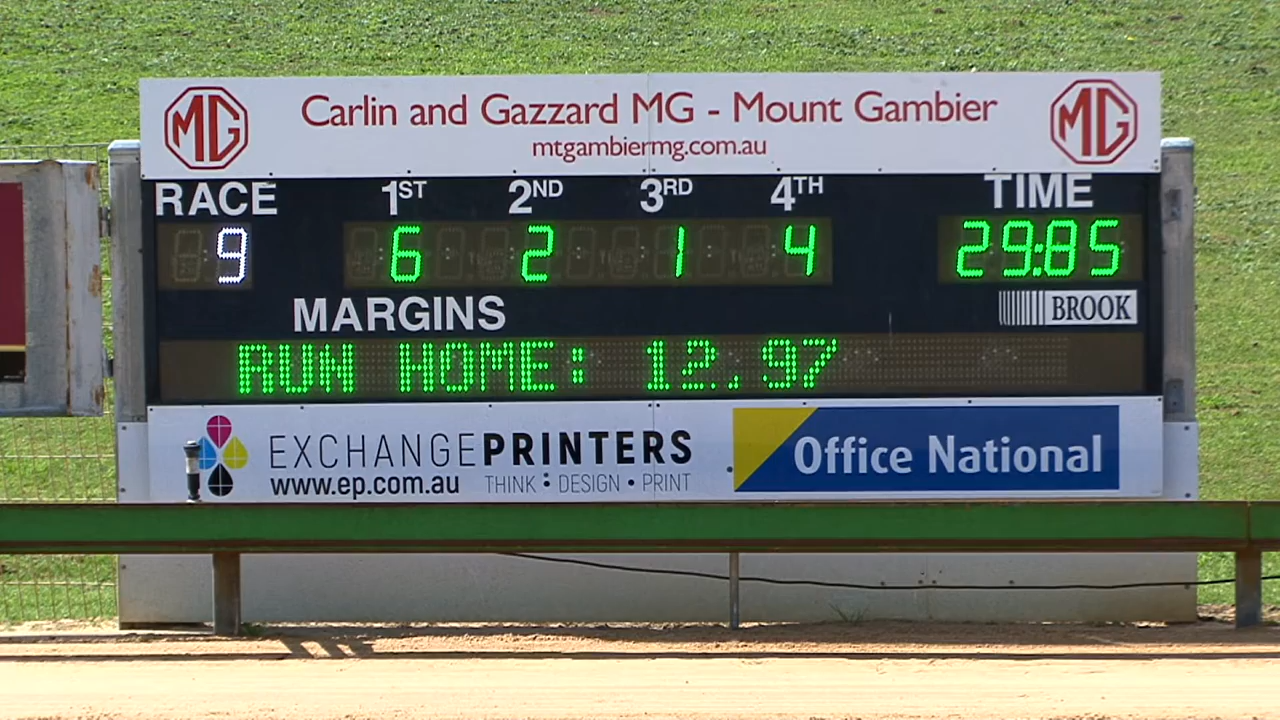 MG Carlin and Gazzard MG - Mount Gambier MG
mtgambiermg.com.au
RACE 1ST 2ND 3RD 4TH TIME
9 6 2 1 4 29:85
MARGINS BROOK
RUN HOME: 12.97
EXCHANGEPRINTERS Office National
www.ep.com.au THINK : DESIGN • PRINT